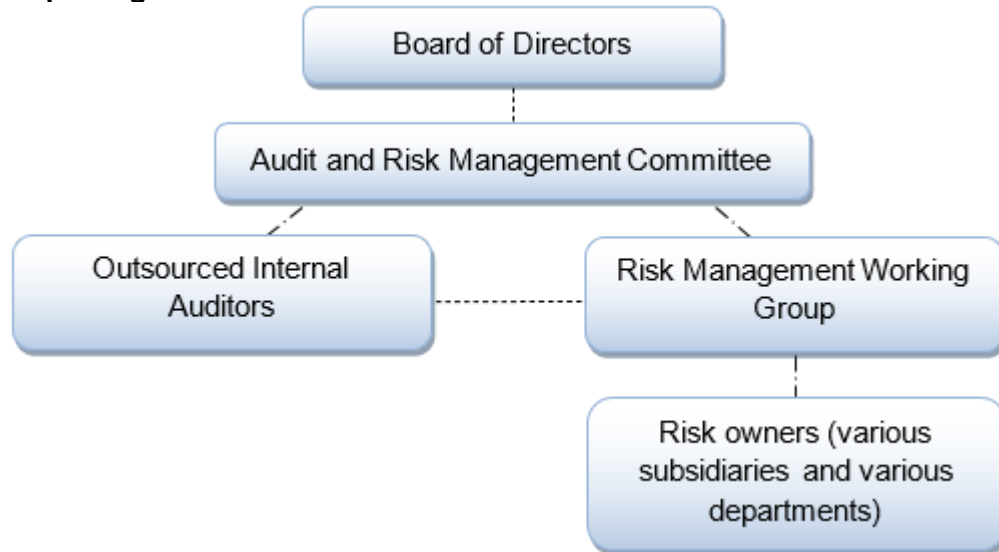 Board of Directors
Audit and Risk Management Committee
Outsourced Internal
Auditors
Risk Management Working
Group
Risk owners (various
subsidiaries and various
departments)